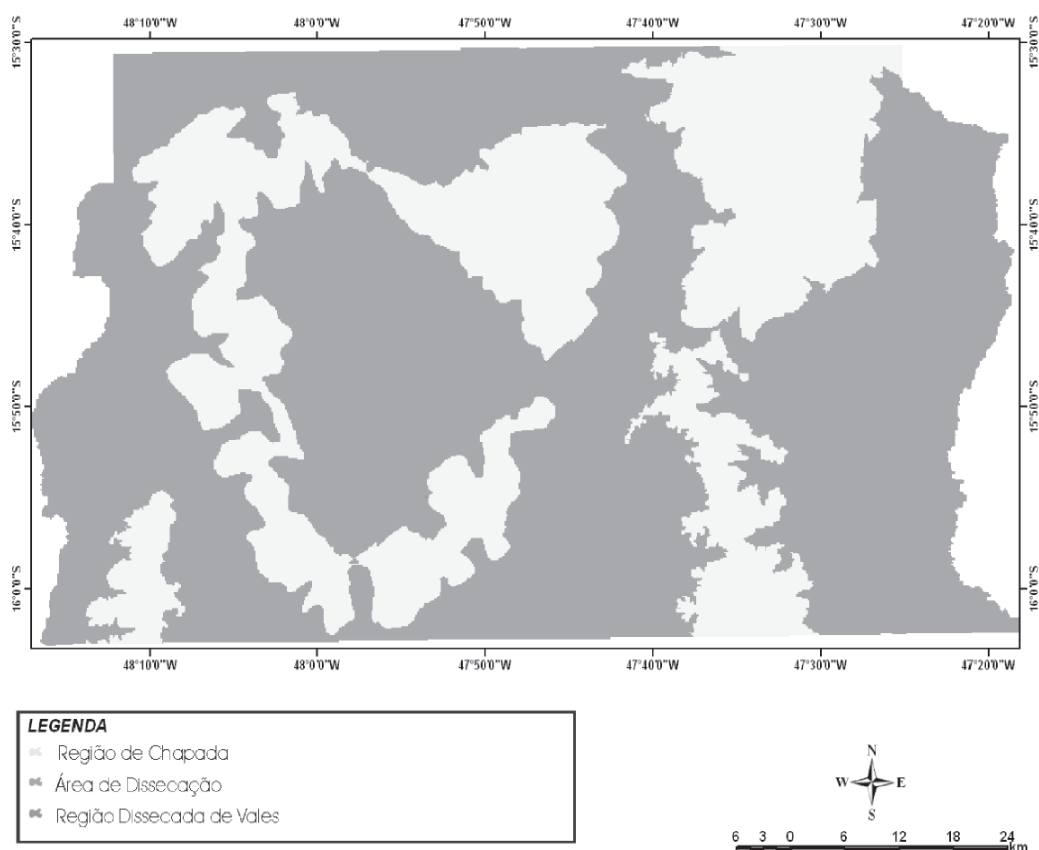 48°10'0"W 48°0'0"W 47°50'0"W 47°40'0"W 47°30'0"W 47°20'0"W
15°30'0"S 15°30'0"S
15°40'0"S 15°40'0"S
15°50'0"S 15°50'0"S
16°0'0"S 16°0'0"S
48°10'0"W 48°0'0"W 47°50'0"W 47°40'0"W 47°30'0"W 47°20'0"W
LEGENDA
Região de Chapada
Área de Dissecação
Região Dissecada de Vales
N
W E
S
6 3 0 6 12 18 24
km